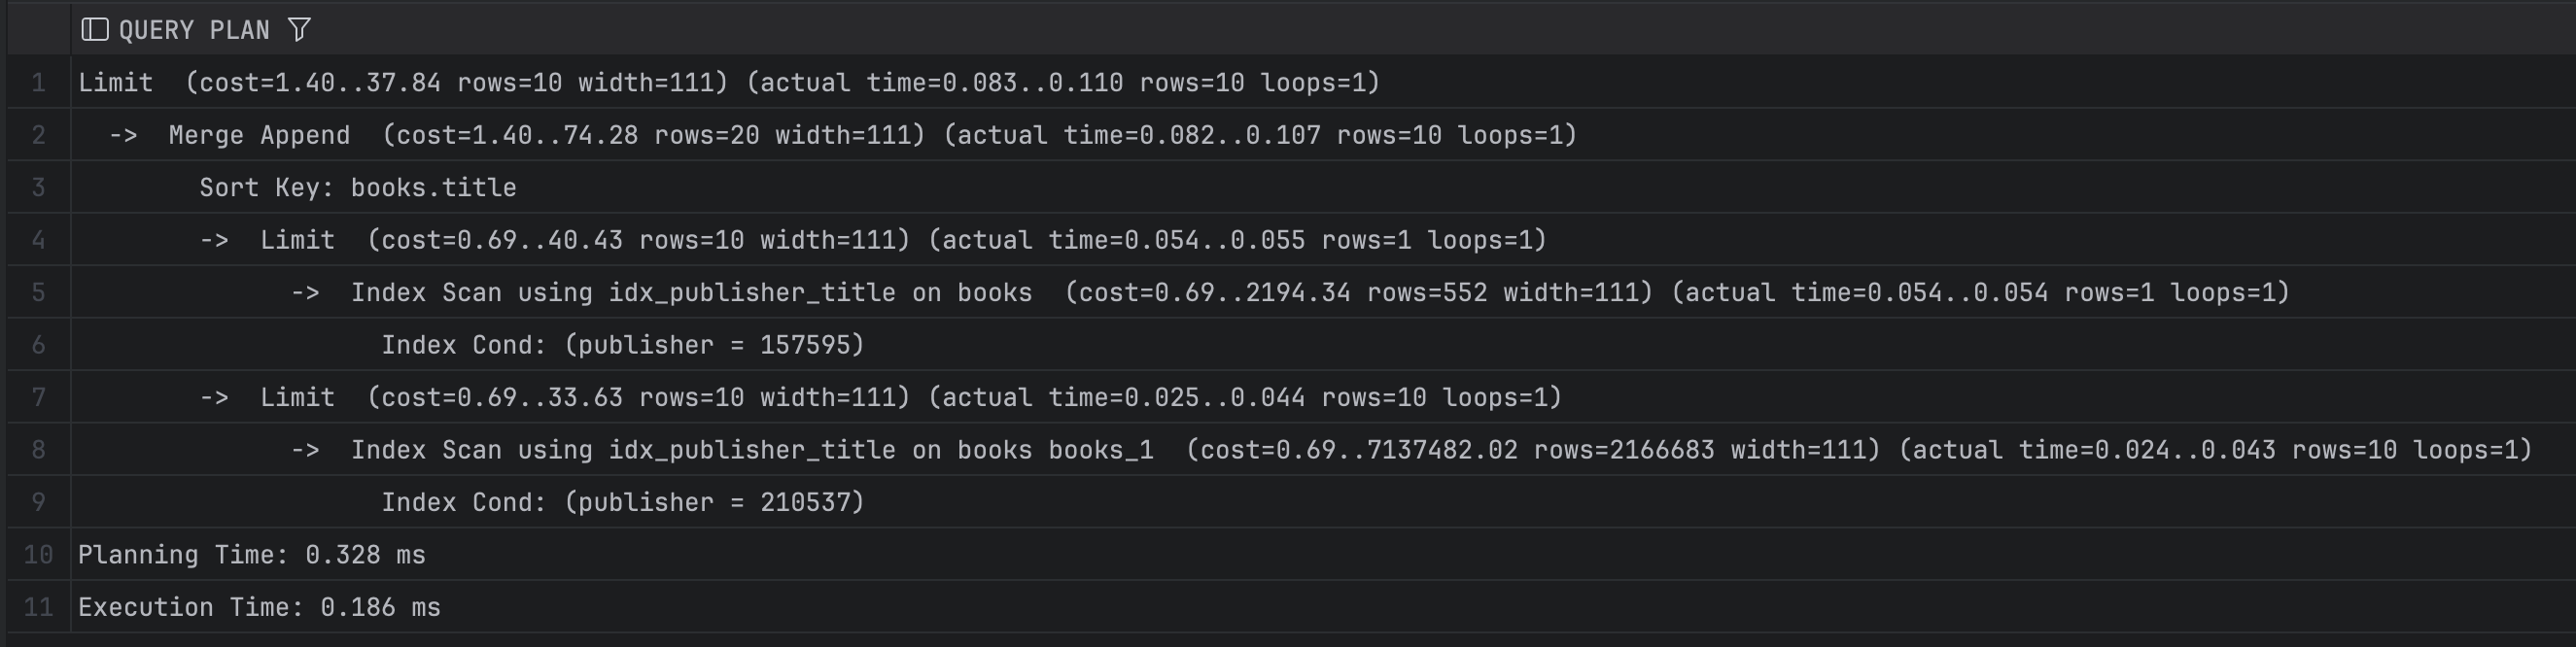 QUERY PLAN
1 Limit  (cost=1.40..37.84 rows=10 width=111) (actual time=0.083..0.110 rows=10 loops=1)
2   ->  Merge Append  (cost=1.40..74.28 rows=20 width=111) (actual time=0.082..0.107 rows=10 loops=1)
3         Sort Key: books.title
4         ->  Limit  (cost=0.69..40.43 rows=10 width=111) (actual time=0.054..0.055 rows=1 loops=1)
5               ->  Index Scan using idx_publisher_title on books  (cost=0.69..2194.34 rows=552 width=111) (actual time=0.054..0.054 rows=1 loops=1)
6                     Index Cond: (publisher = 157595)
7         ->  Limit  (cost=0.69..33.63 rows=10 width=111) (actual time=0.025..0.044 rows=10 loops=1)
8               ->  Index Scan using idx_publisher_title on books books_1  (cost=0.69..7137482.02 rows=2166683 width=111) (actual time=0.024..0.043 rows=10 loops=1)
9                     Index Cond: (publisher = 210537)
10 Planning Time: 0.328 ms
11 Execution Time: 0.186 ms